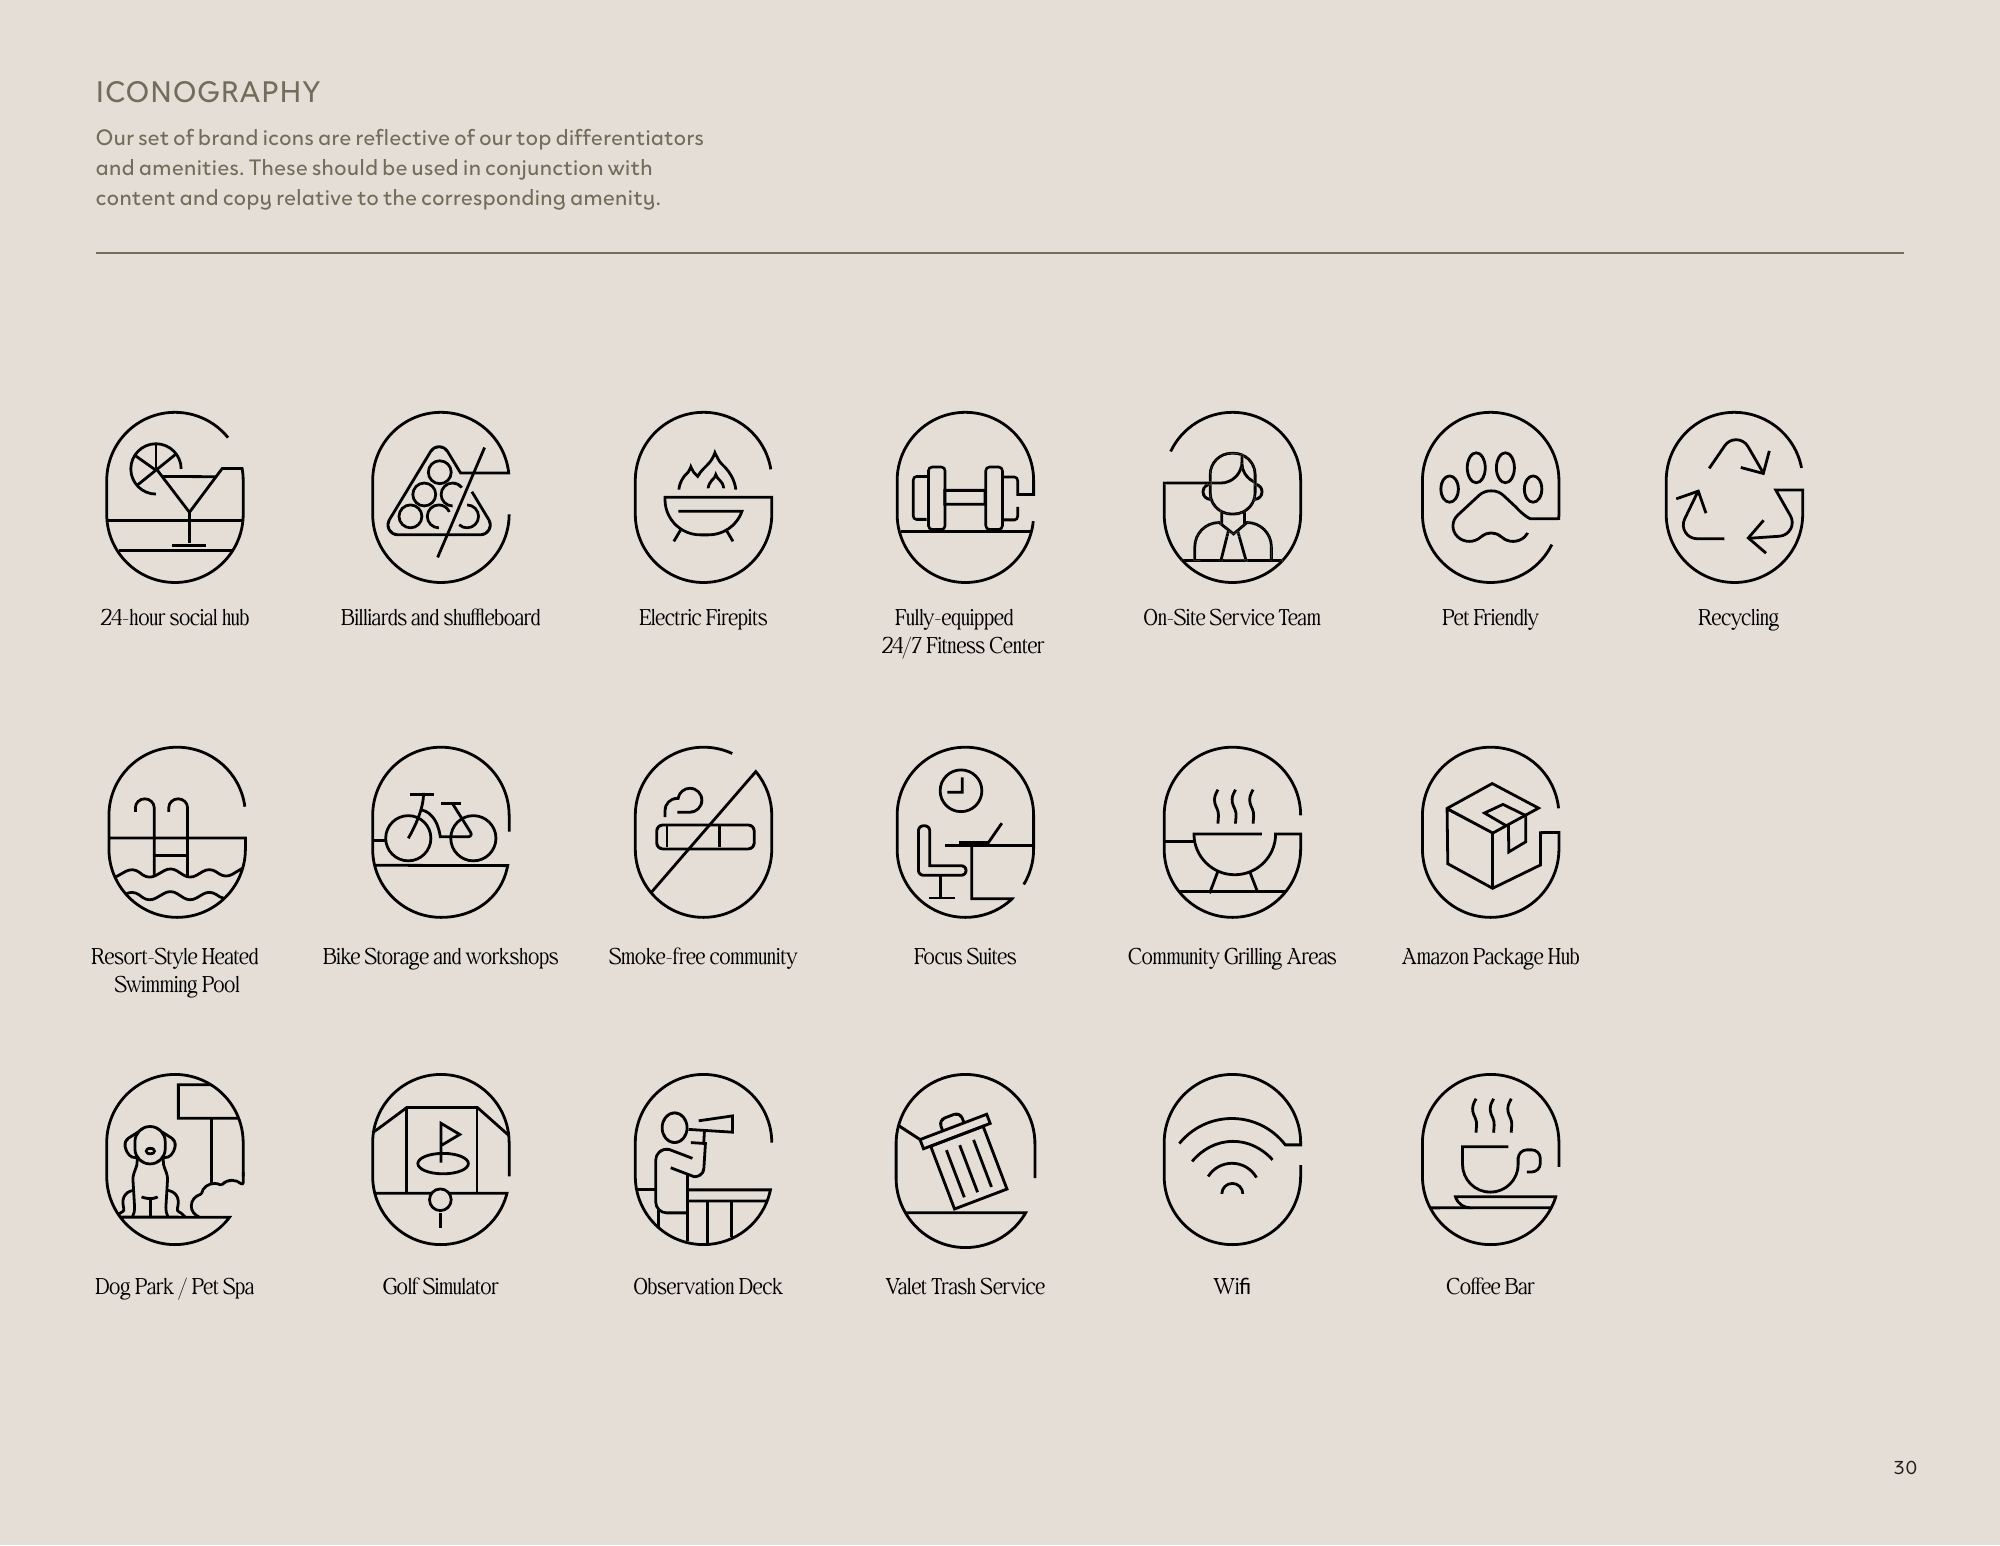 ICONOGRAPHY
Our set of brand icons are reflective of our top differentiators
and amenities. These should be used in conjunction with
content and copy relative to the corresponding amenity.
24-hour social hub
Billiards and shuffleboard
Electric Firepits
Fully-equipped
24/7 Fitness Center
On-Site Service Team
Pet Friendly
Recycling
Resort-Style Heated
Swimming Pool
Bike Storage and workshops
Smoke-free community
Focus Suites
Community Grilling Areas
Amazon Package Hub
Dog Park / Pet Spa
Golf Simulator
Observation Deck
Valet Trash Service
Wifi
Coffee Bar
30